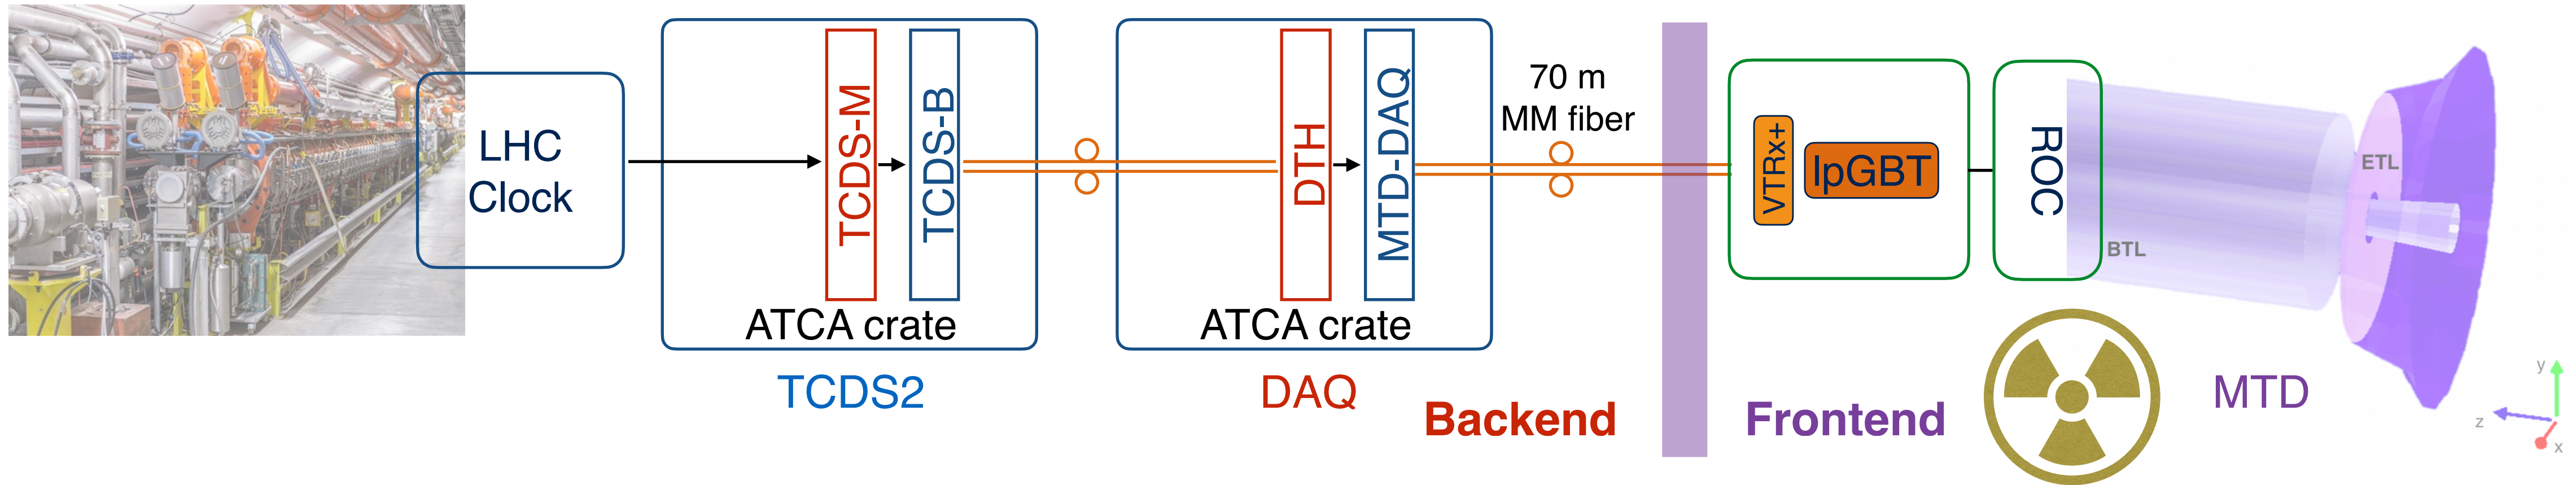 LHC
Clock
TCDS-M
TCDS-B
ATCA crate
TCDS2
DTH
MTD-DAQ
ATCA crate
DAQ
70 m
MM fiber
Backend
Frontend
VTRx+
lpGBT
ROC
BTL
ETL
MTD
y
z
x